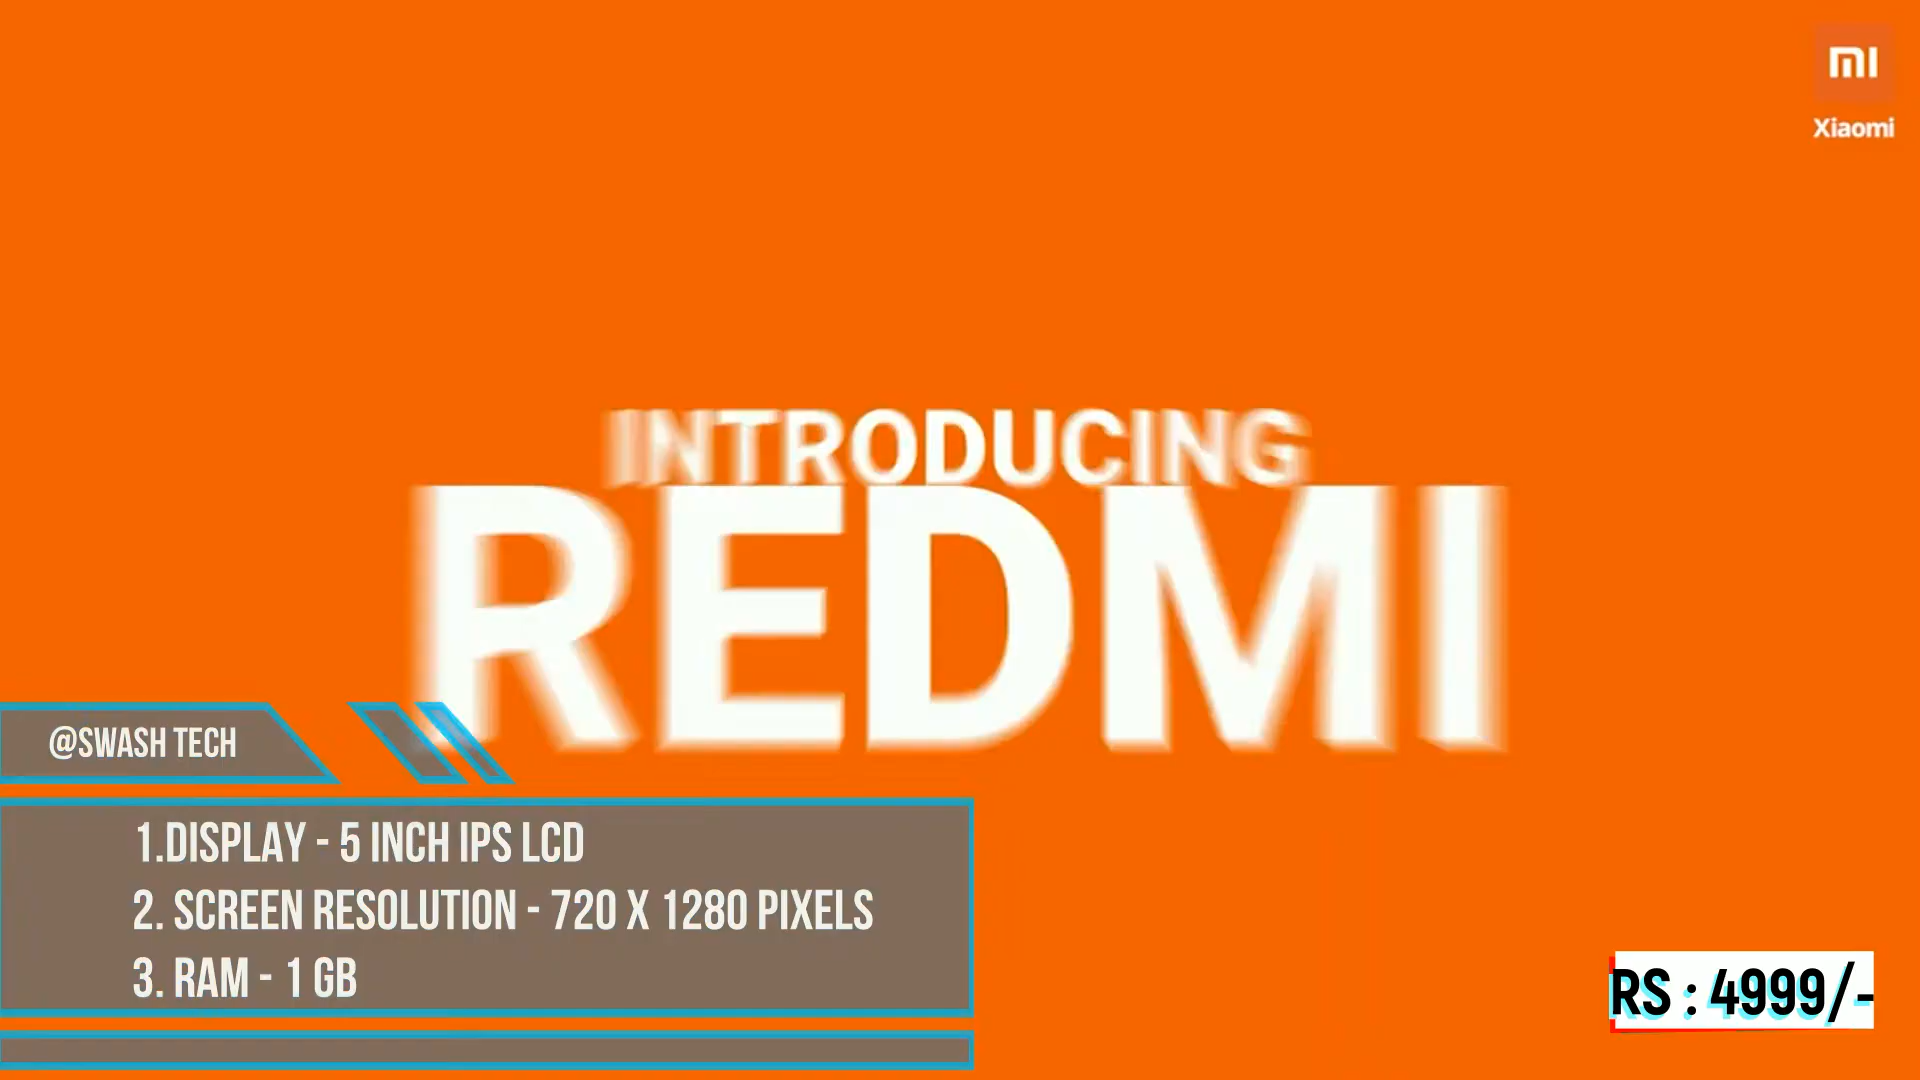 mi
Xiaomi
INTRODUCING
REDMI
@SWASH TECH
1.DISPLAY - 5 INCH IPS LCD
2. SCREEN RESOLUTION - 720 X 1280 PIXELS
3. RAM - 1 GB
RS : 4999/-